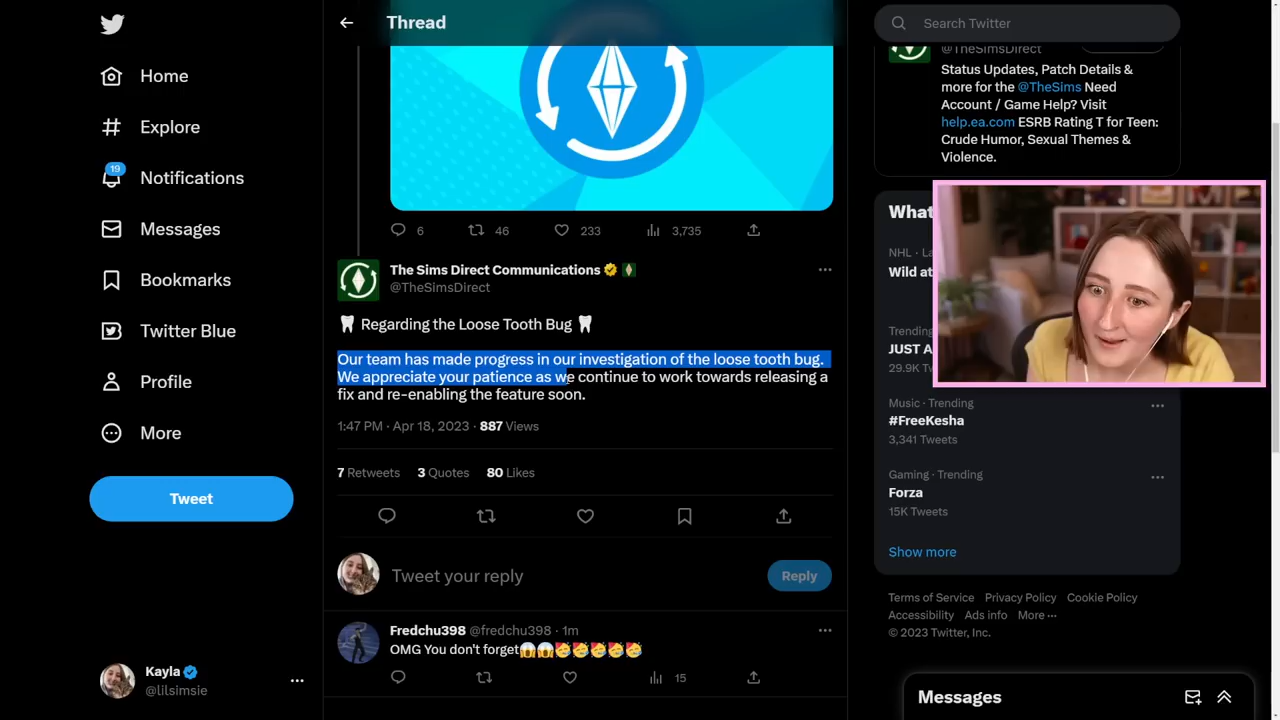 Home
Explore
19
Notifications
Messages
Bookmarks
Twitter Blue
Profile
More
Tweet
Kayla
@lilsimsie
Thread
6
46
233
3,735
The Sims Direct Communications
@TheSimsDirect
🦷 Regarding the Loose Tooth Bug 🦷
Our team has made progress in our investigation of the loose tooth bug.
We appreciate your patience as we continue to work towards releasing a
fix and re-enabling the feature soon.
1:47 PM · Apr 18, 2023 · 887 Views
7 Retweets 3 Quotes 80 Likes
Tweet your reply
Reply
Fredchu398 @fredchu398 · 1m
OMG You don't forget😱😱🥳🥳🥳🥳🥳
15
Search Twitter
@TheSimsDirect
Status Updates, Patch Details &
more for the @TheSims Need
Account / Game Help? Visit
help.ea.com ESRB Rating T for Teen:
Crude Humor, Sexual Themes &
Violence.
What
NHL · La
Wild at
Trending
JUST A
29.9K Tweets
Music · Trending
#FreeKesha
3,341 Tweets
Gaming · Trending
Forza
15K Tweets
Show more
Terms of Service Privacy Policy Cookie Policy
Accessibility Ads info More ···
© 2023 Twitter, Inc.
Messages